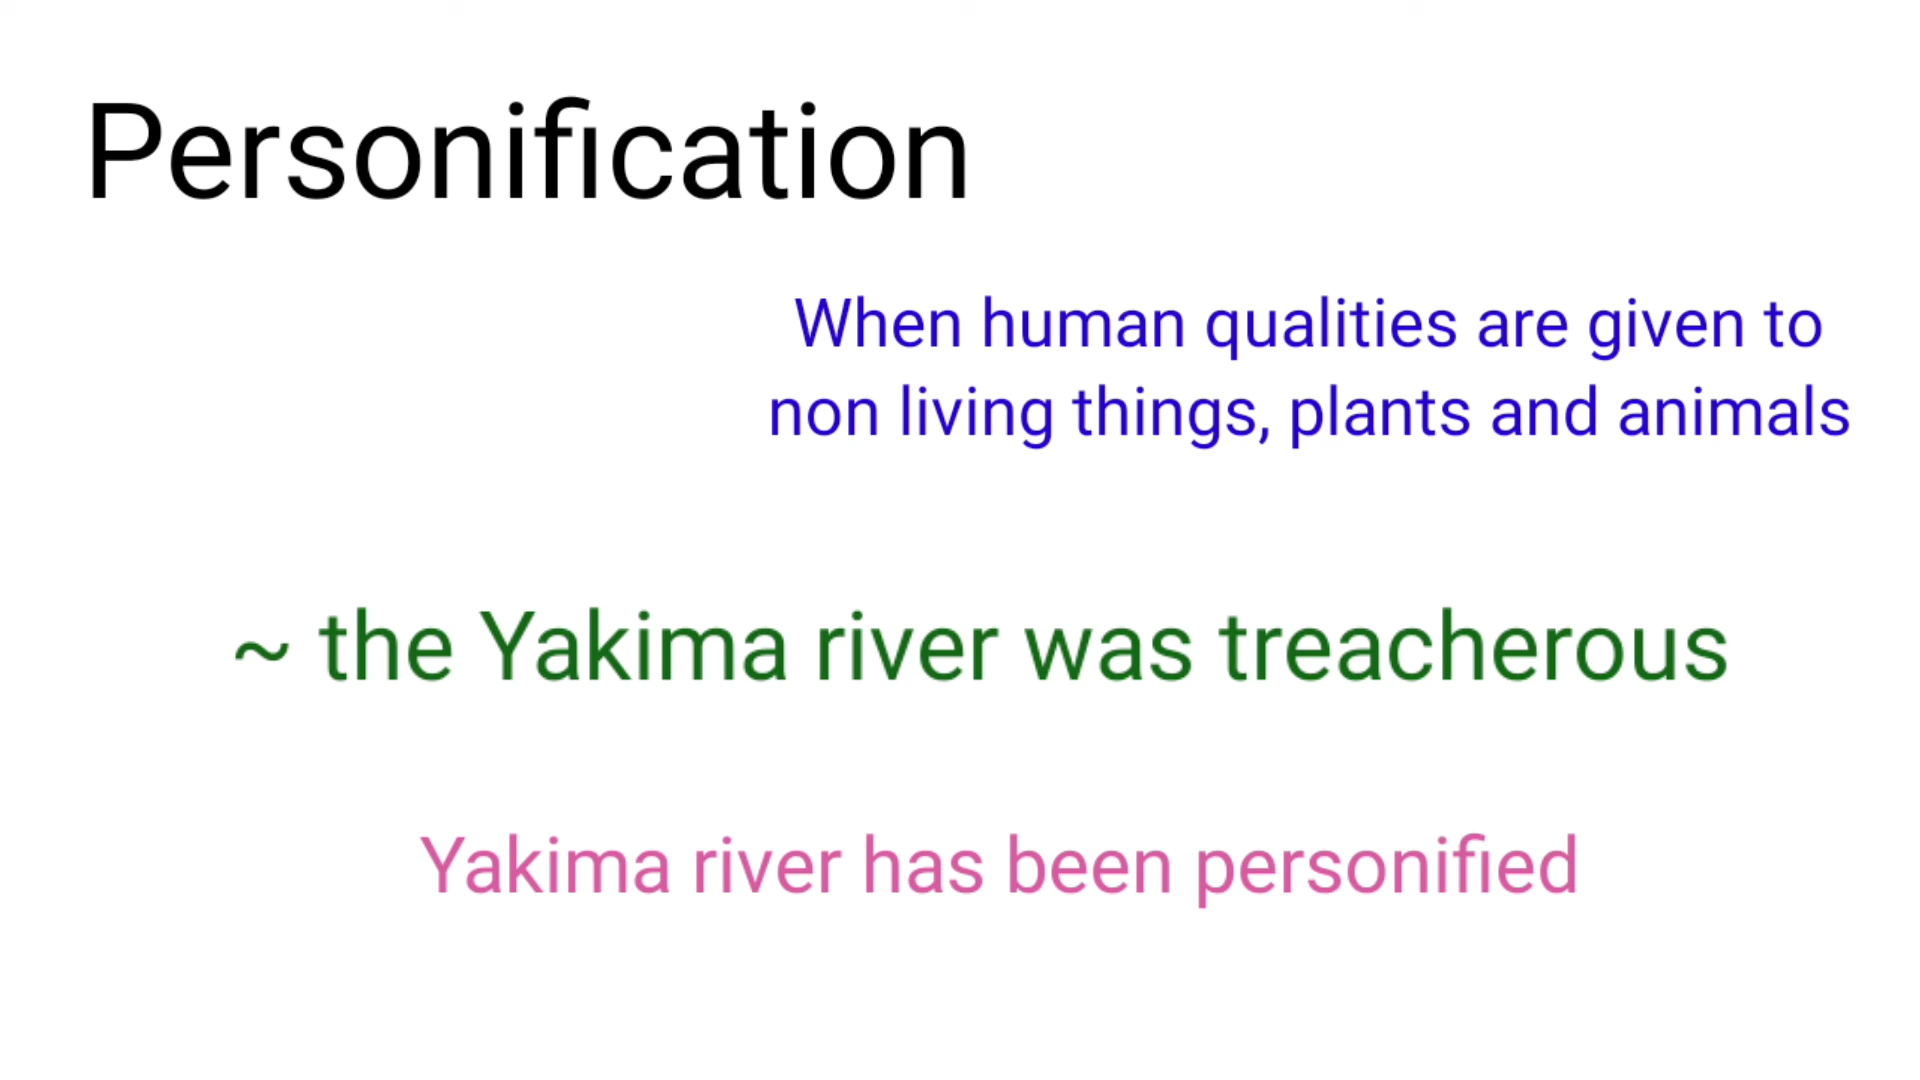 Personification
When human qualities are given to
non living things, plants and animals
~ the Yakima river was treacherous
Yakima river has been personified